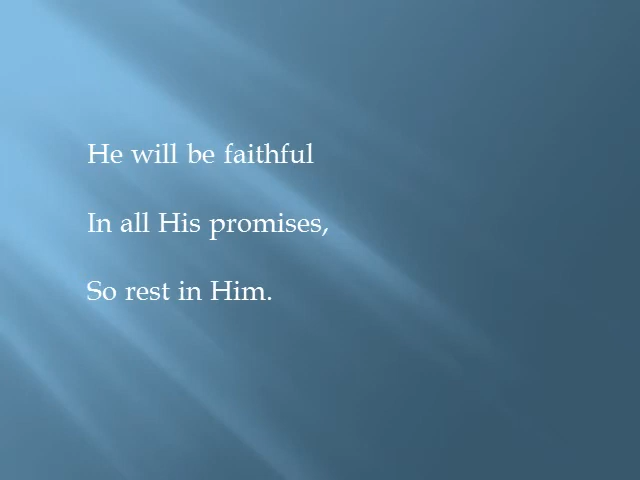 He will be faithful
In all His promises,
So rest in Him.